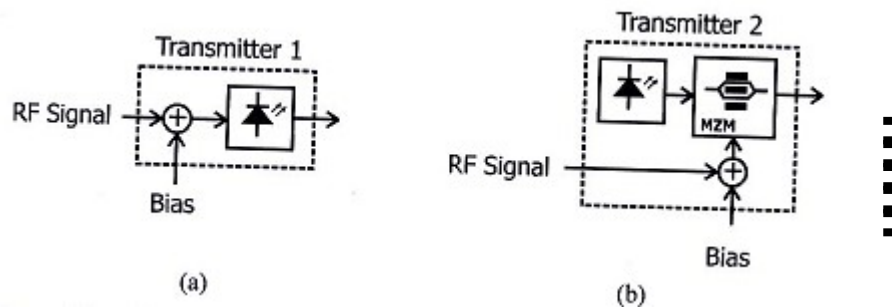 Transmitter 1
RF Signal
Bias
(a)
Transmitter 2
MZM
RF Signal
Bias
(b)